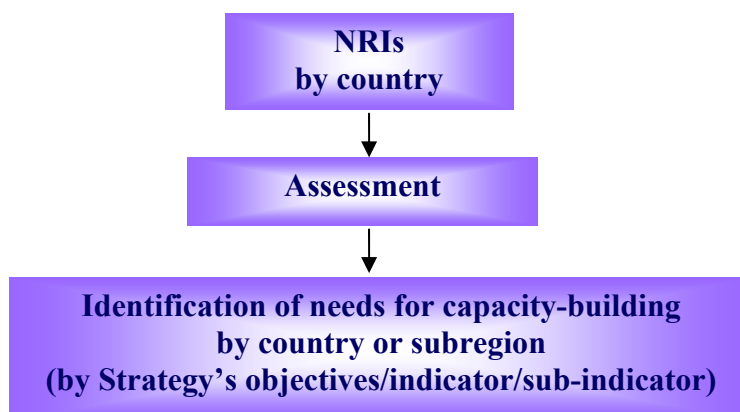 NRIs
by country
Assessment
Identification of needs for capacity-building
by country or subregion
(by Strategy’s objectives/indicator/sub-indicator)